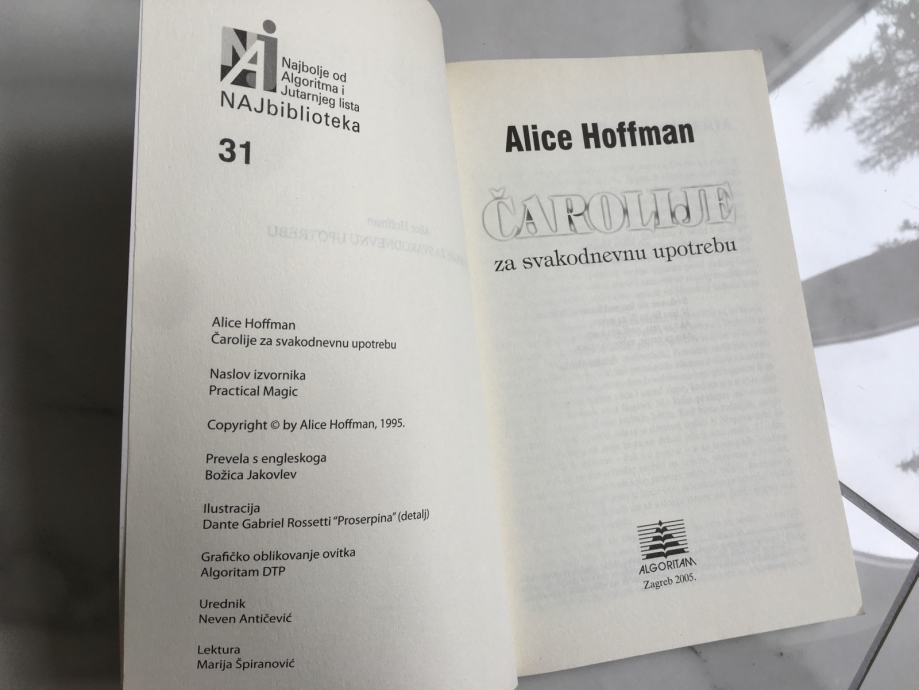 NAJ
Najbolje od
Algoritma i
Jutarnjeg lista
NAJbiblioteka
31
Alice Hoffman
Čarolije za svakodnevnu upotrebu
Naslov izvornika
Practical Magic
Copyright © by Alice Hoffman, 1995.
Prevela s engleskoga
Božica Jakovlev
Ilustracija
Dante Gabriel Rossetti "Proserpina" (detalj)
Grafičko oblikovanje ovitka
Algoritam DTP
Urednik
Neven Antičević
Lektura
Marija Špiranović
Alice Hoffman
ČAROLIJE
za svakodnevnu upotrebu
ALGORITAM
Zagreb 2005.